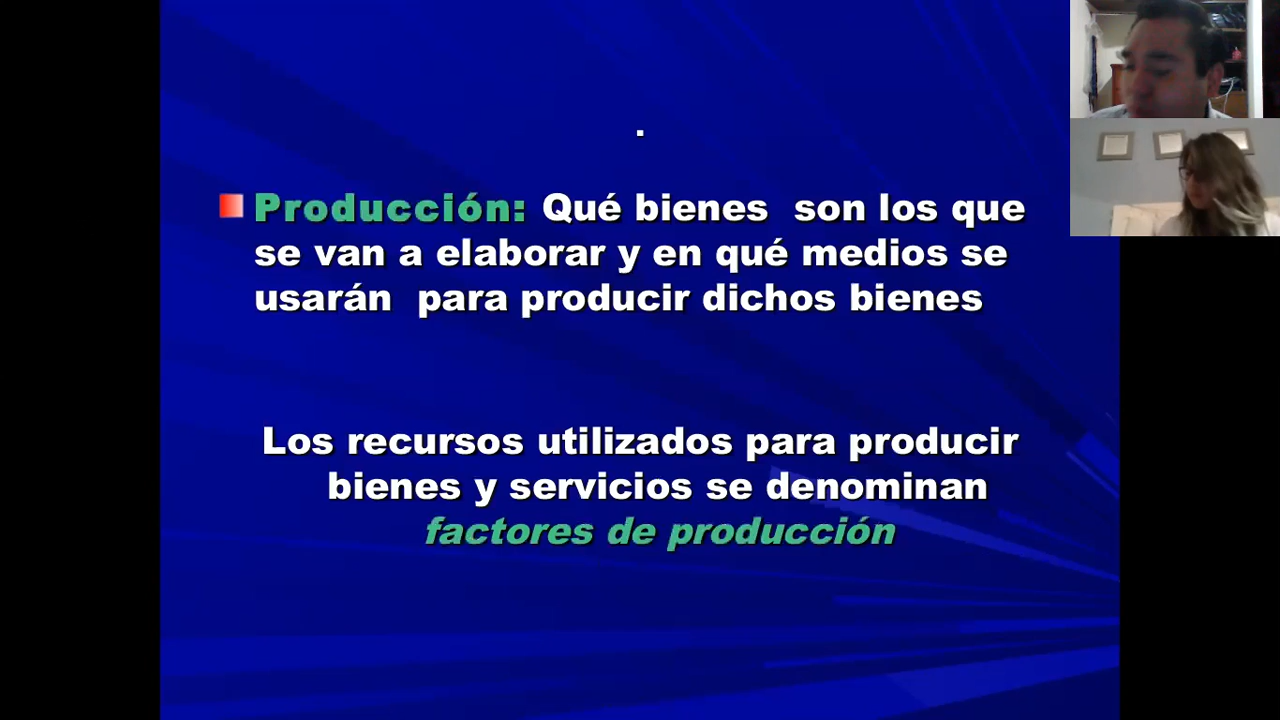 .
Producción: Qué bienes son los que
se van a elaborar y en qué medios se
usarán para producir dichos bienes
Los recursos utilizados para producir
bienes y servicios se denominan
factores de producción